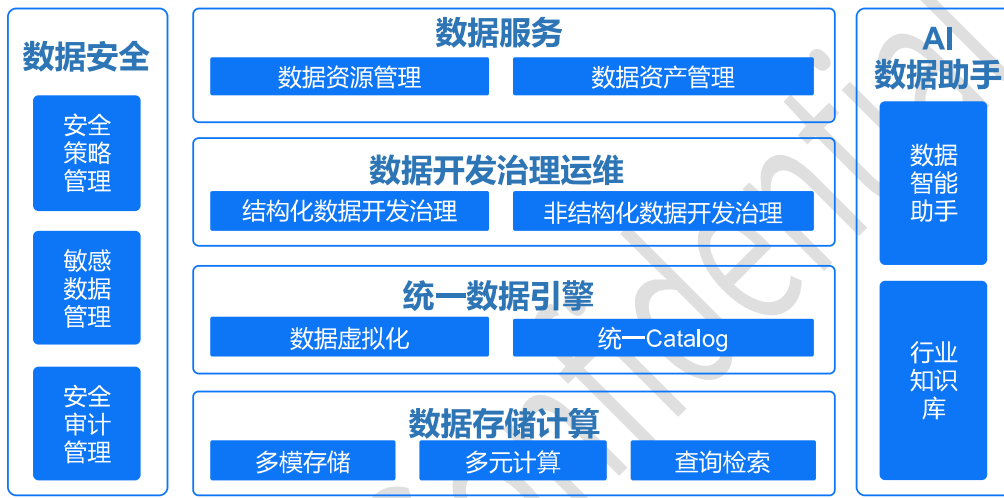 数据安全
安全
策略
管理
敏感
数据
管理
安全
审计
管理
数据服务
数据资源管理
数据资产管理
数据开发治理运维
结构化数据开发治理
非结构化数据开发治理
统一数据引擎
数据虚拟化
统一Catalog
数据存储计算
多模存储
多元计算
查询检索
AI
数据助手
数据
智能
助手
行业
知识
库
Confidential